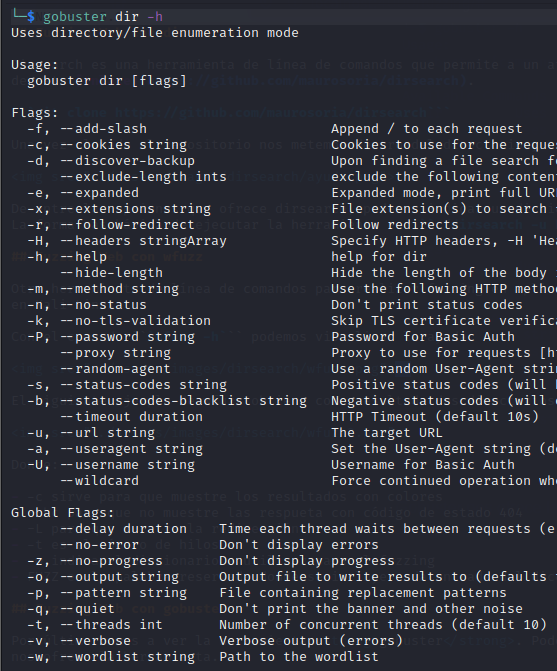 └─$ gobuster dir -h
Uses directory/file enumeration mode
Usage:
gobuster dir [flags]
Flags:
-f, --add-slash Append / to each request
-c, --cookies string Cookies to use for the reque
-d, --discover-backup Upon finding a file search f
--exclude-length ints exclude the following conten
-e, --expanded Expanded mode, print full UR
-x, --extensions string File extension(s) to search
-r, --follow-redirect Follow redirects
-H, --headers stringArray Specify HTTP headers, -H 'He
-h, --help help for dir
--hide-length Hide the length of the body
-m, --method string Use the following HTTP metho
-n, --no-status Don't print status codes
-k, --no-tls-validation Skip TLS certificate verific
-P, --password string Password for Basic Auth
--proxy string Proxy to use for requests [h
--random-agent Use a random User-Agent stri
-s, --status-codes string Positive status codes (will
-b, --status-codes-blacklist string Negative status codes (will
--timeout duration HTTP Timeout (default 10s)
-u, --url string The target URL
-a, --useragent string Set the User-Agent string (d
-U, --username string Username for Basic Auth
--wildcard Force continued operation wh
Global Flags:
--delay duration Time each thread waits between requests (e
--no-error Don't display errors
-z, --no-progress Don't display progress
-o, --output string Output file to write results to (defaults
-p, --pattern string File containing replacement patterns
-q, --quiet Don't print the banner and other noise
-t, --threads int Number of concurrent threads (default 10)
-v, --verbose Verbose output (errors)
-w, --wordlist string Path to the wordlist